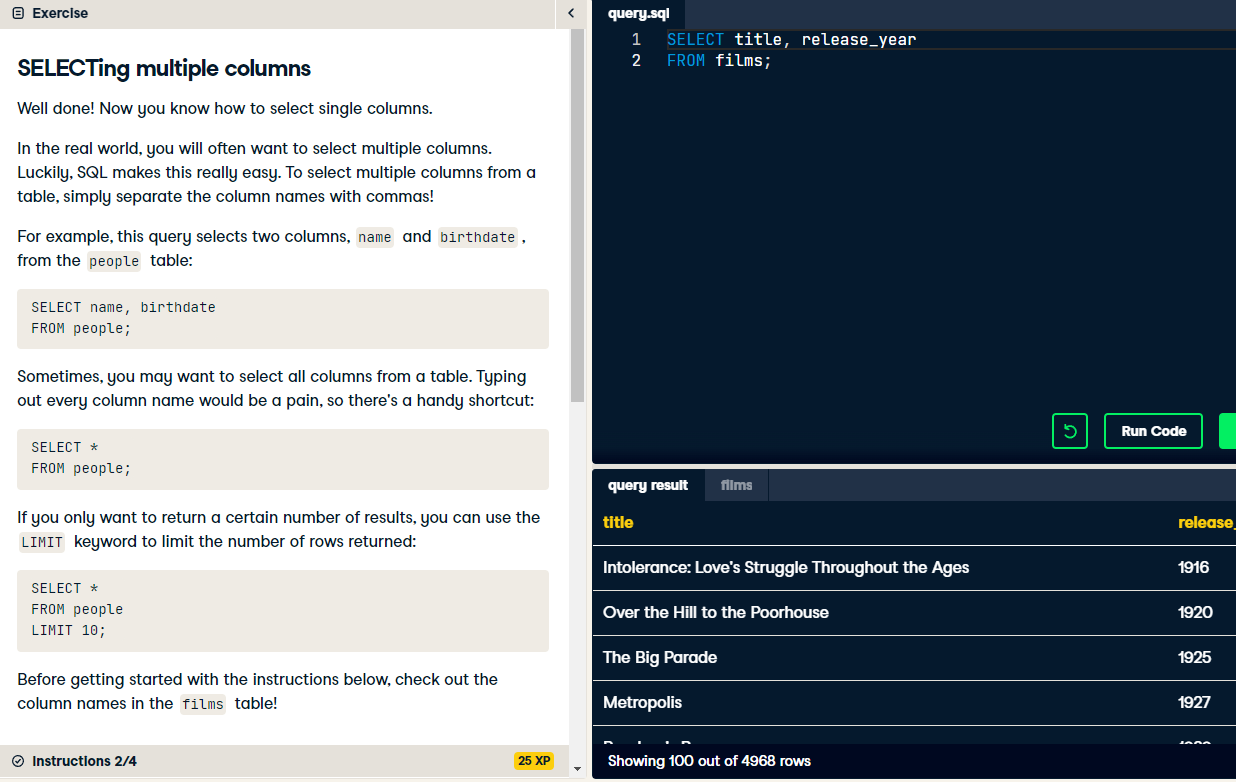 Exercise
SELECTing multiple columns
Well done! Now you know how to select single columns.
In the real world, you will often want to select multiple columns.
Luckily, SQL makes this really easy. To select multiple columns from a
table, simply separate the column names with commas!
For example, this query selects two columns, name and birthdate,
from the people table:
SELECT name, birthdate
FROM people;
Sometimes, you may want to select all columns from a table. Typing
out every column name would be a pain, so there's a handy shortcut:
SELECT *
FROM people;
If you only want to return a certain number of results, you can use the
LIMIT keyword to limit the number of rows returned:
SELECT *
FROM people
LIMIT 10;
Before getting started with the instructions below, check out the
column names in the films table!
Instructions 2/4 25 XP
query.sql
1 SELECT title, release_year
2 FROM films;
Run Code
query result films
title release_
Intolerance: Love's Struggle Throughout the Ages 1916
Over the Hill to the Poorhouse 1920
The Big Parade 1925
Metropolis 1927
Showing 100 out of 4968 rows